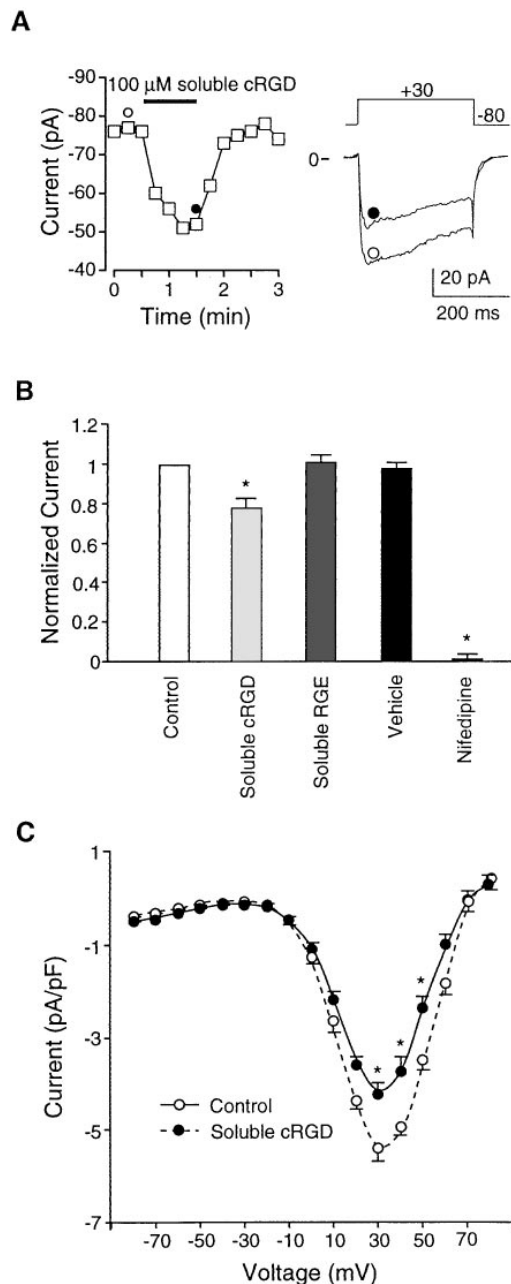 A
100 μM soluble cRGD
-90
-80
-70
-60
-50
-40
Current (pA)
0 1 2 3
Time (min)
+30
-80
0-
20 pA
200 ms
B
1.2
1
0.8
0.6
0.4
0.2
0
Normalized Current
*
*
Control
Soluble cRGD
Soluble RGE
Vehicle
Nifedipine
C
1
-1
-3
-5
-7
Current (pA/pF)
* * *
Control
Soluble cRGD
-70 -50 -30 -10 10 30 50 70
Voltage (mV)